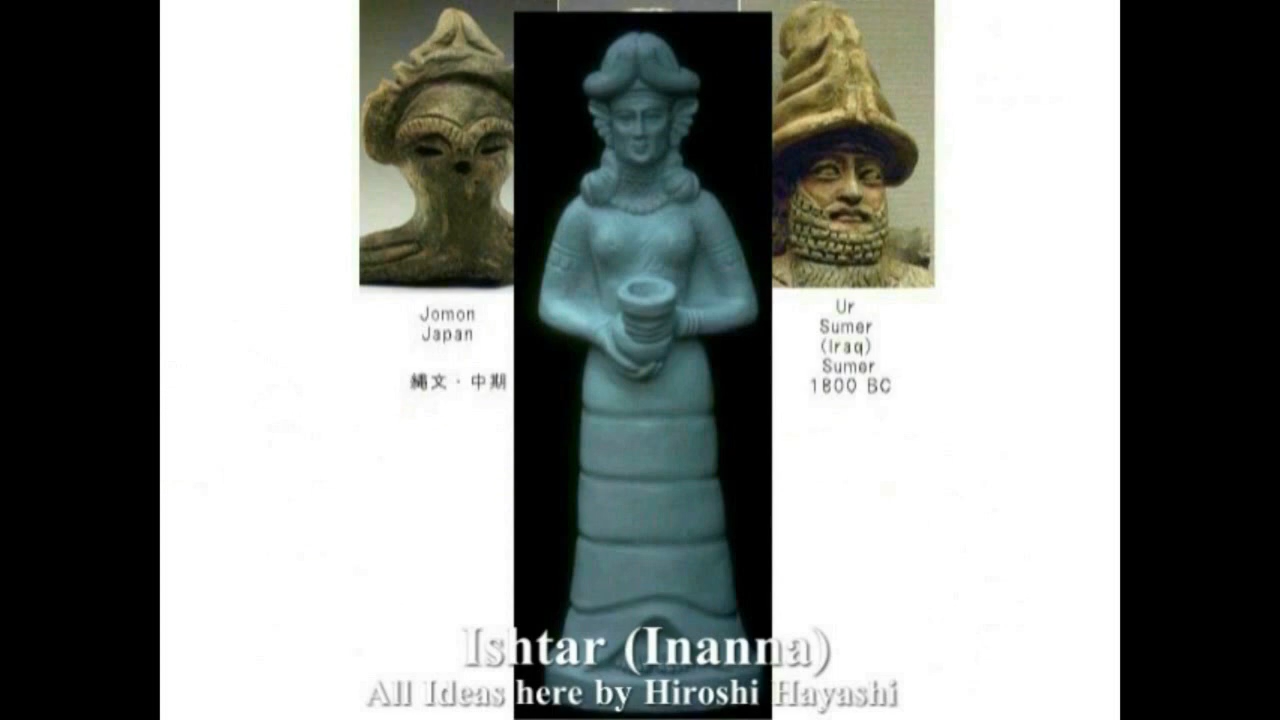 Jomon
Japan
縄文・中期
Ur
Sumer
(Iraq)
Sumer
1800 BC
Ishtar (Inanna)
All Ideas here by Hiroshi Hayashi